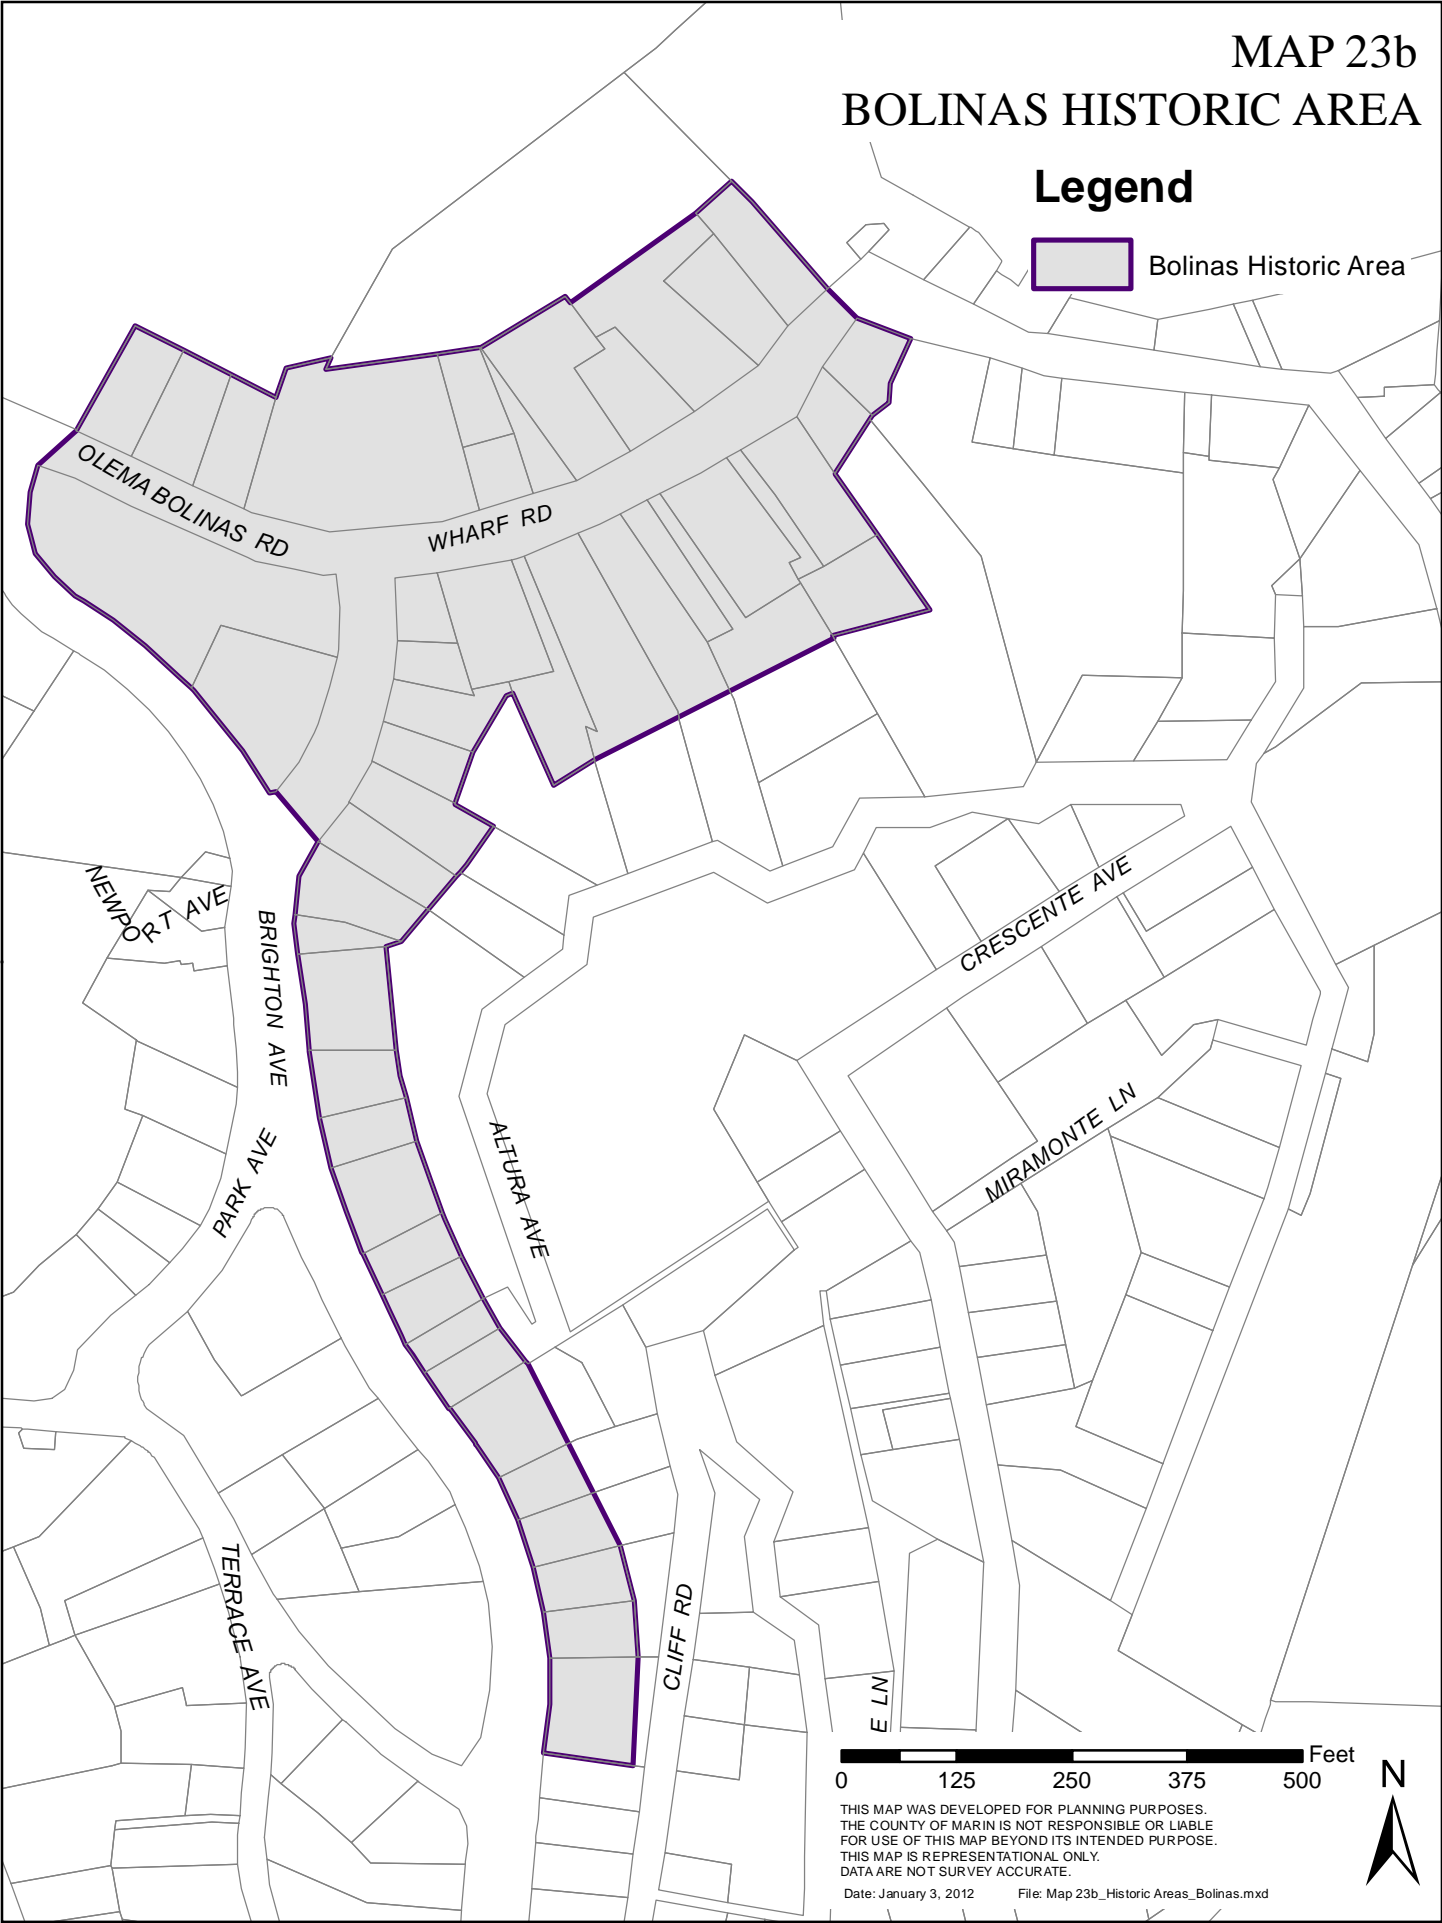 MAP 23b
BOLINAS HISTORIC AREA
Legend
Bolinas Historic Area
OLEMA BOLINAS RD
WHARF RD
NEWPORT AVE
BRIGHTON AVE
CRESCENTE AVE
PARK AVE
ALTURA AVE
MIRAMONTE LN
TERRACE AVE
CLIFF RD
E LN
Feet
0 125 250 375 500
N
THIS MAP WAS DEVELOPED FOR PLANNING PURPOSES.
THE COUNTY OF MARIN IS NOT RESPONSIBLE OR LIABLE
FOR USE OF THIS MAP BEYOND ITS INTENDED PURPOSE.
THIS MAP IS REPRESENTATIONAL ONLY.
DATA ARE NOT SURVEY ACCURATE.
Date: January 3, 2012 File: Map 23b_Historic Areas_Bolinas.mxd